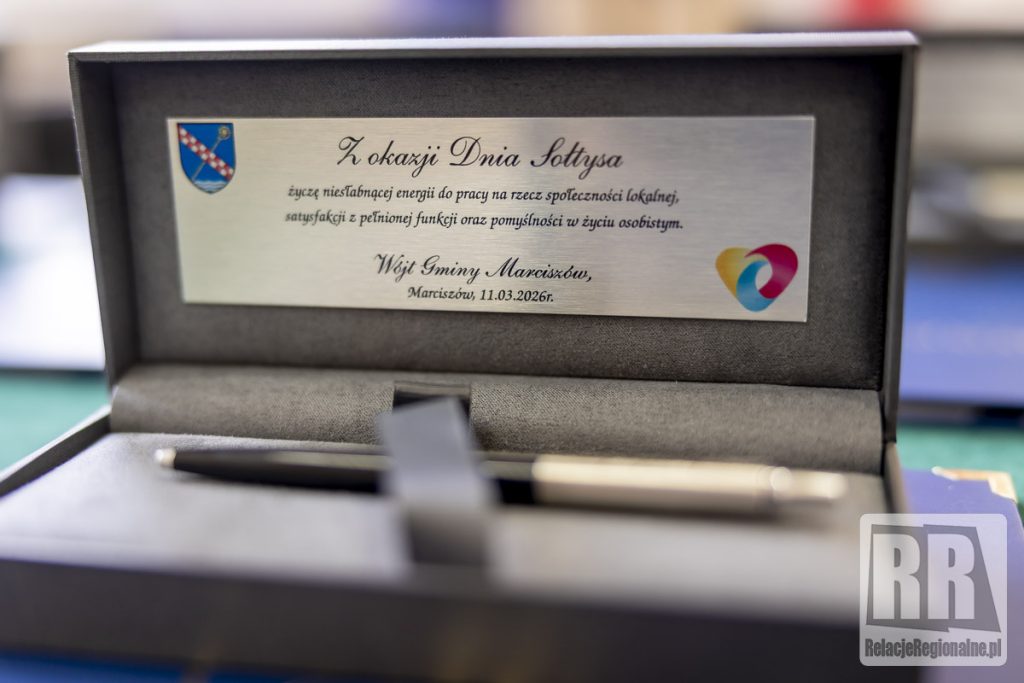 Z okazji Dnia Sołtysa
życzę niesłabnącej energii do pracy na rzecz społeczności lokalnej,
satysfakcji z pełnionej funkcji oraz pomyślności w życiu osobistym.
Wójt Gminy Marciszów,
Marciszów, 11.03.2026r.
RR
RelacjeRegionalne.pl